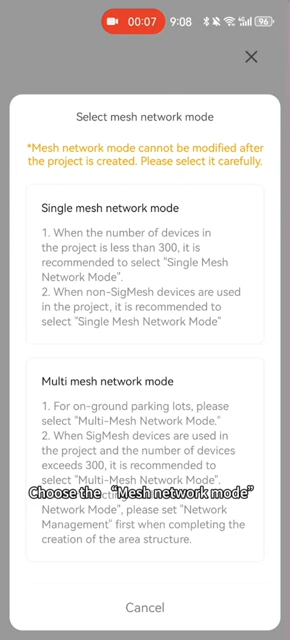 00:07 9:08 4G 96
Select mesh network mode
*Mesh network mode cannot be modified after
the project is created. Please select it carefully.
Single mesh network mode
1. When the number of devices in
the project is less than 300, it is
recommended to select "Single Mesh
Network Mode".
2. When non-SigMesh devices are used
in the project, it is recommended to
select "Single Mesh Network Mode"
Multi mesh network mode
1. For on-ground parking lots, please
select "Multi-Mesh Network Mode."
2. When SigMesh devices are used in the
project and the number of devices
exceeds 300, it is recommended to
select "Multi-Mesh Network Mode".
Choose the “Mesh network mode”
Network Mode", please set "Network
Management" first when completing the
creation of the area structure.
Cancel